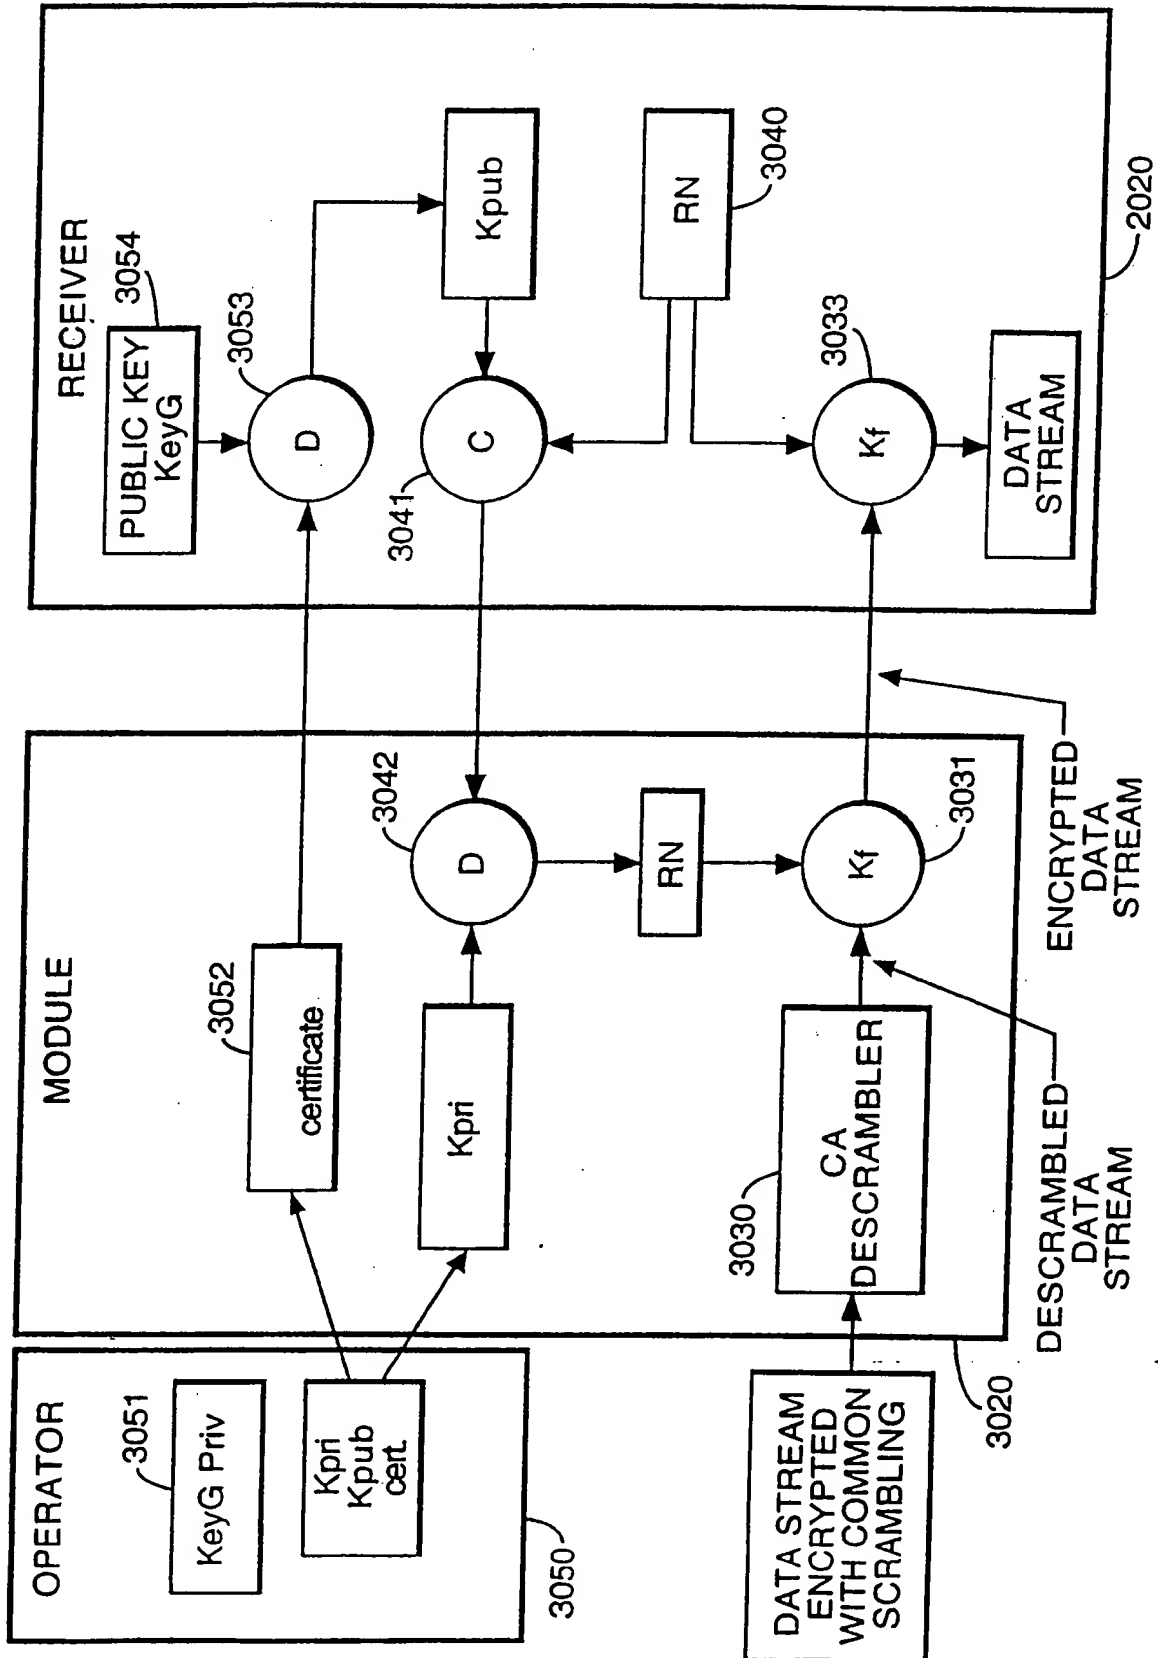 OPERATOR
3051
KeyG Priv
Kpri
Kpub
cert.
3050
DATA STREAM
ENCRYPTED
WITH COMMON
SCRAMBLING
MODULE
3052
certificate
Kpri
3042
D
RN
3030
CA
DESCRAMBLER
Kf
3031
3020
DESCRAMBLED
DATA
STREAM
ENCRYPTED
DATA
STREAM
RECEIVER
PUBLIC KEY
KeyG
3054
D
3053
Kpub
C
3041
RN
3040
Kf
3033
DATA
STREAM
2020